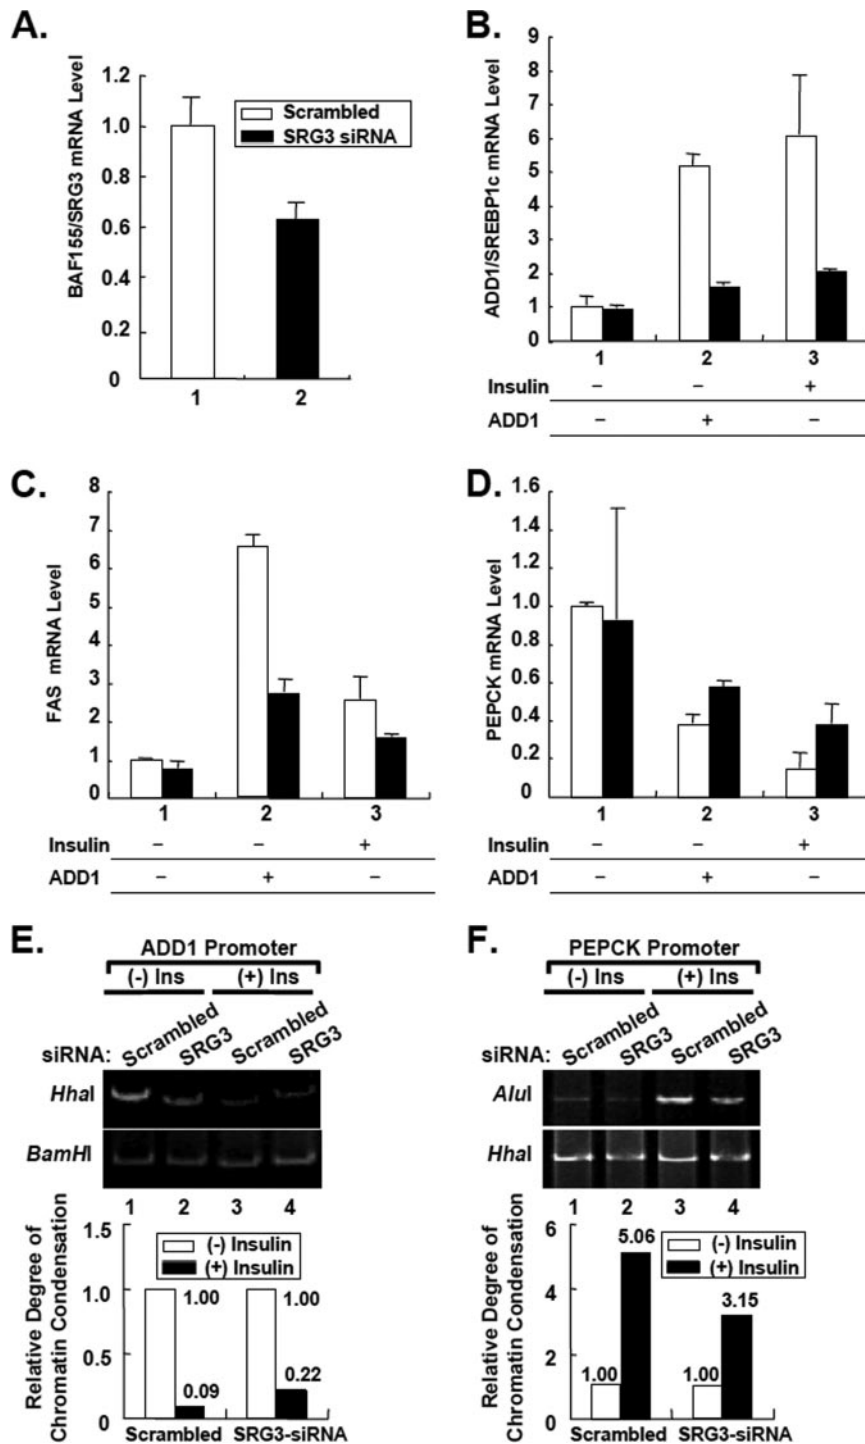 A.
BAF155/SRG3 mRNA Level
1.2
1.0
0.8
0.6
0.4
0.2
0
Scrambled
SRG3 siRNA
1 2
B.
ADD1/SREBP1c mRNA Level
9
8
7
6
5
4
3
2
1
0
1 2 3
Insulin – – +
ADD1 – + –
C.
FAS mRNA Level
8
7
6
5
4
3
2
1
0
1 2 3
Insulin – – +
ADD1 – + –
D.
PEPCK mRNA Level
1.6
1.4
1.2
1.0
0.8
0.6
0.4
0.2
0
1 2 3
Insulin – – +
ADD1 – + –
E.
ADD1 Promoter
(-) Ins (+) Ins
siRNA: Scrambled SRG3 Scrambled SRG3
HhaI
BamHI
1 2 3 4
Relative Degree of
Chromatin Condensation
1.5
1.0
0.5
0
(-) Insulin
(+) Insulin
1.00 1.00
0.09 0.22
Scrambled SRG3-siRNA
F.
PEPCK Promoter
(-) Ins (+) Ins
siRNA: Scrambled SRG3 Scrambled SRG3
AluI
HhaI
1 2 3 4
Relative Degree of
Chromatin Condensation
6
4
2
0
5.06
(-) Insulin
(+) Insulin
3.15
1.00 1.00
Scrambled SRG3-siRNA